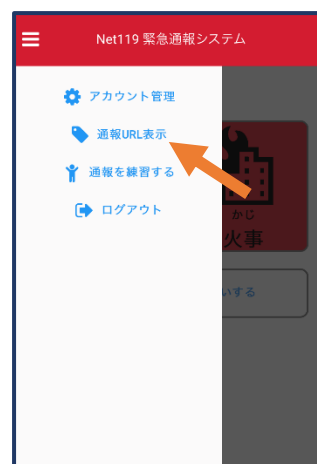 Net119 緊急通報システム
アカウント管理
通報URL表示
通報を練習する
ログアウト
かじ
火事
いする